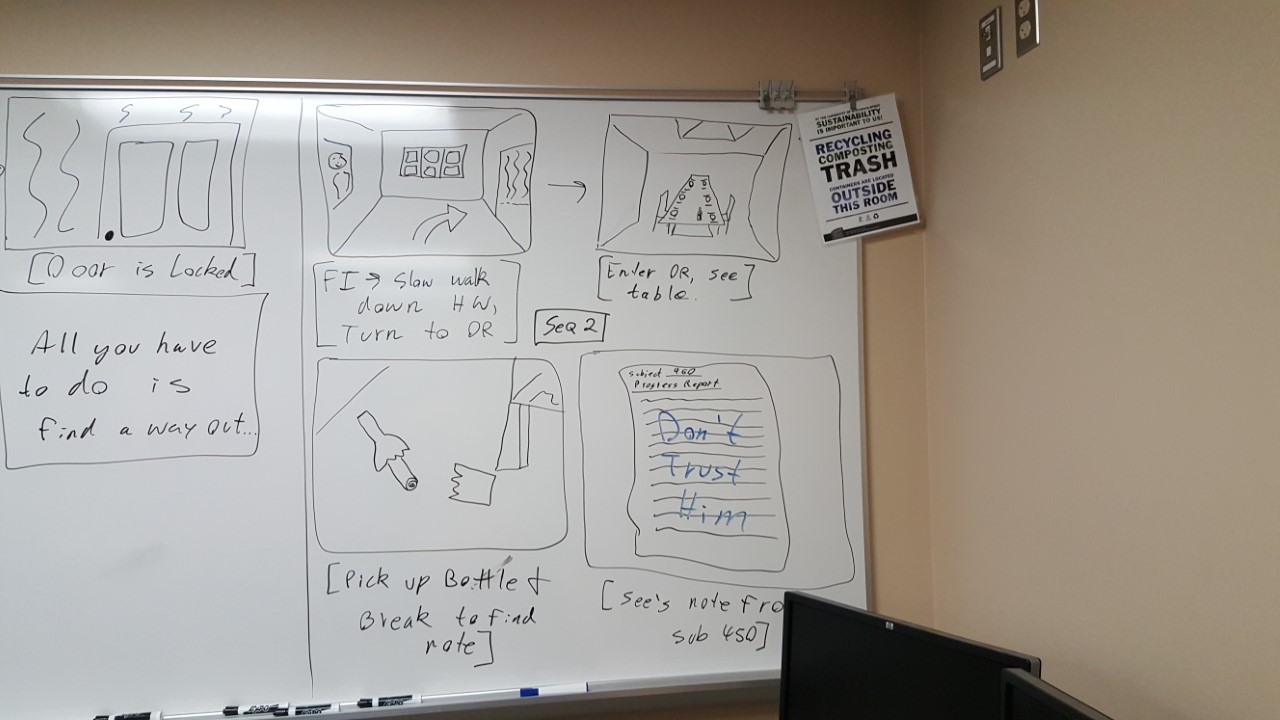 [Door is Locked]
All you have
to do is
find a way out...
FI → Slow walk
down HW,
Turn to DR
[Enter DR, see
table.]
Seq 2
[Pick up Bottle &
Break to find
note]
Subject 450
Progress Report
Don't
Trust
Him
[See's note Fro
sub 450]
SUSTAINABILITY
IS IMPORTANT TO US!
RECYCLING
COMPOSTING
TRASH
CONTAINERS ARE LOCATED
OUTSIDE
THIS ROOM
hp